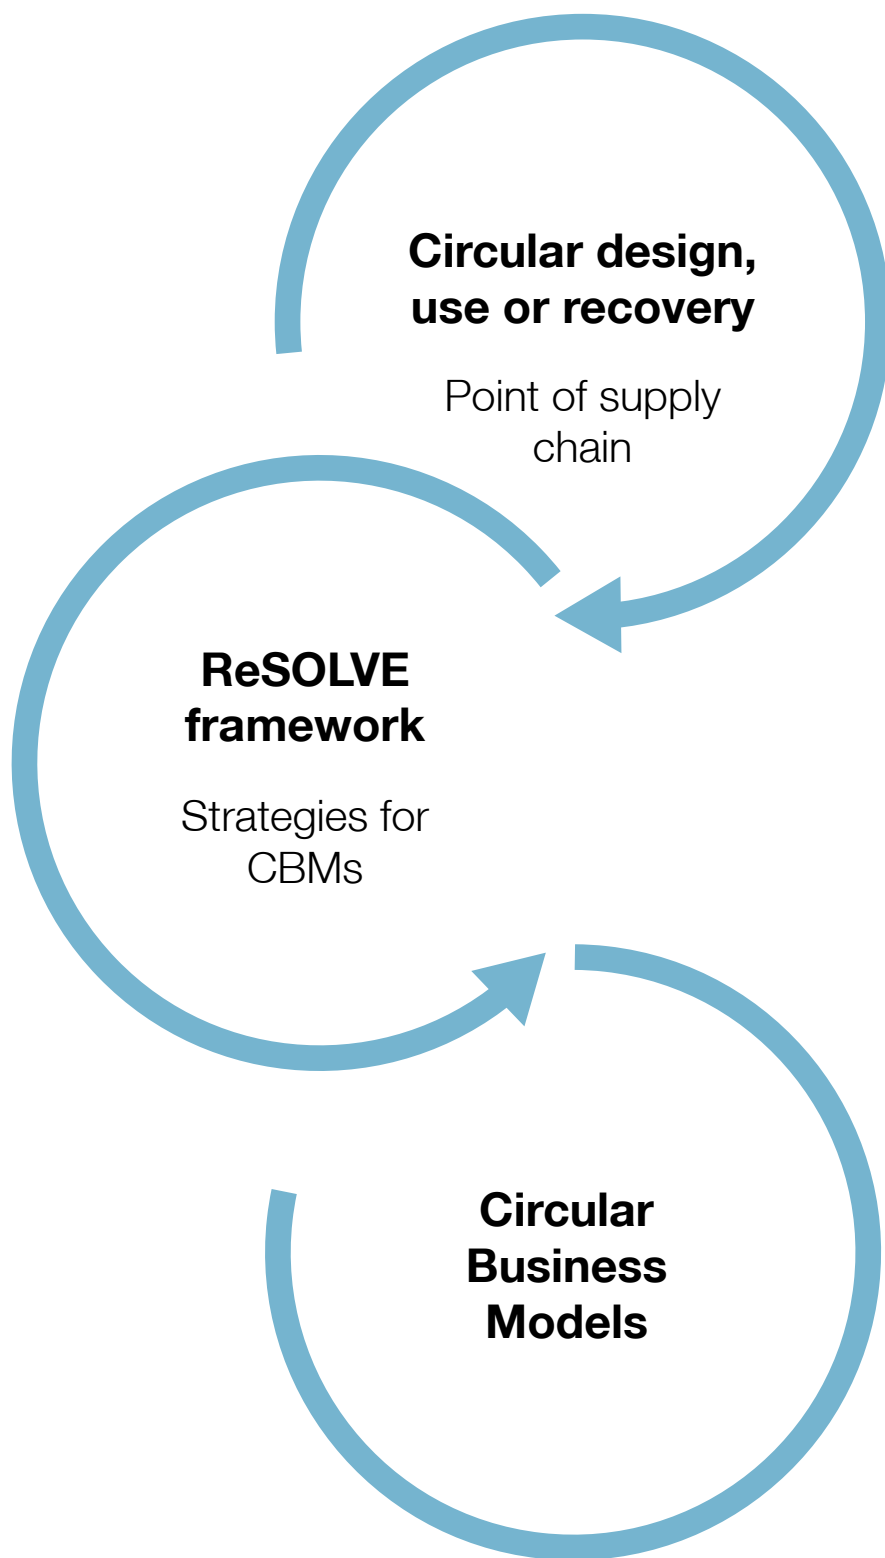 Circular design,
use or recovery
Point of supply
chain
ReSOLVE
framework
Strategies for
CBMs
Circular
Business
Models